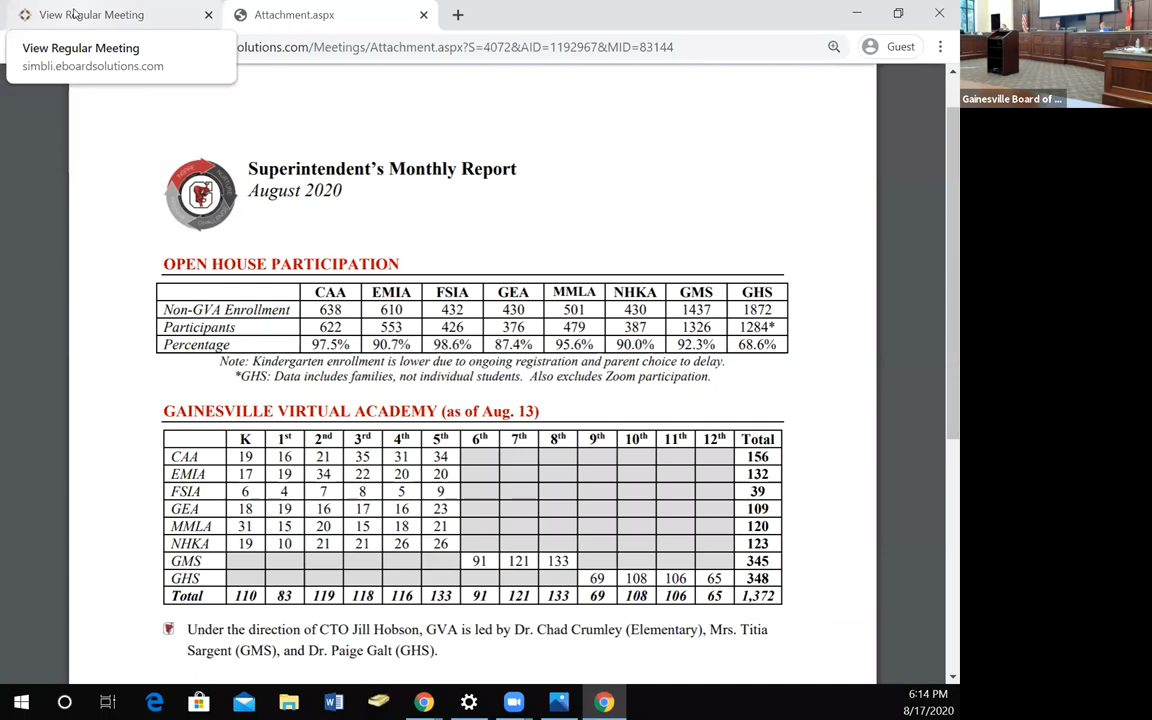 View Regular Meeting
Attachment.aspx
View Regular Meeting
simbli.eboardsolutions.com
olutions.com/Meetings/Attachment.aspx?S=4072&AID=1192967&MID=83144
Guest
Gainesville Board of ...
Superintendent's Monthly Report
August 2020
OPEN HOUSE PARTICIPATION
CAA EMIA FSIA GEA MMLA NHKA GMS GHS
Non-GVA Enrollment 638 610 432 430 501 430 1437 1872
Participants 622 553 426 376 479 387 1326 1284*
Percentage 97.5% 90.7% 98.6% 87.4% 95.6% 90.0% 92.3% 68.6%
Note: Kindergarten enrollment is lower due to ongoing registration and parent choice to delay.
*GHS: Data includes families, not individual students. Also excludes Zoom participation.
GAINESVILLE VIRTUAL ACADEMY (as of Aug. 13)
K 1st 2nd 3rd 4th 5th 6th 7th 8th 9th 10th 11th 12th Total
CAA 19 16 21 35 31 34 156
EMIA 17 19 34 22 20 20 132
FSIA 6 4 7 8 5 9 39
GEA 18 19 16 17 16 23 109
MMLA 31 15 20 15 18 21 120
NHKA 19 10 21 21 26 26 123
GMS 91 121 133 345
GHS 69 108 106 65 348
Total 110 83 119 118 116 133 91 121 133 69 108 106 65 1,372
Under the direction of CTO Jill Hobson, GVA is led by Dr. Chad Crumley (Elementary), Mrs. Titia
Sargent (GMS), and Dr. Paige Galt (GHS).
6:14 PM
8/17/2020